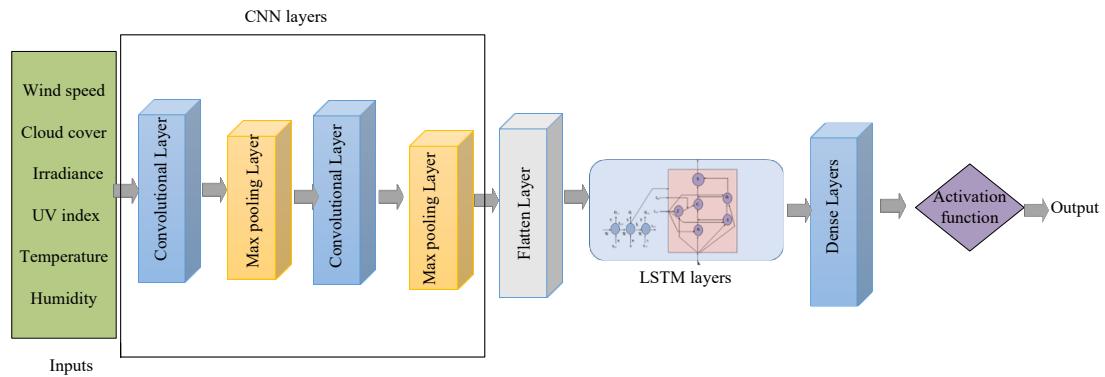 CNN layers
Wind speed
Cloud cover
Irradiance
UV index
Temperature
Humidity
Inputs
Convolutional Layer
Max pooling Layer
Convolutional Layer
Max pooling Layer
Flatten Layer
LSTM layers
Dense Layers
Activation
function
Output